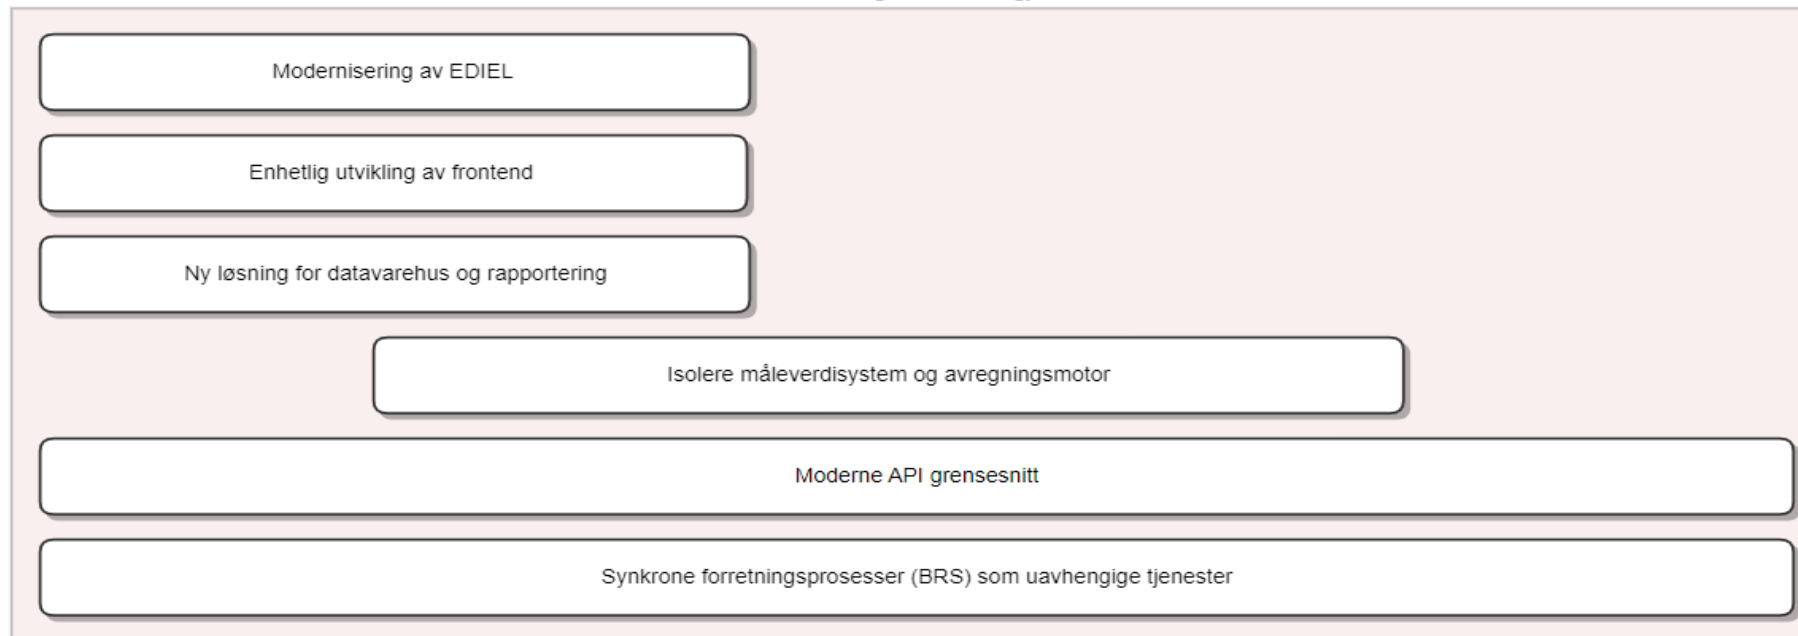 Modernisering av EDIEL
Enhetlig utvikling av frontend
Ny løsning for datavarehus og rapportering
Isolere måleverdisystem og avregningsmotor
Moderne API grensesnitt
Synkrone forretningsprosesser (BRS) som uavhengige tjenester